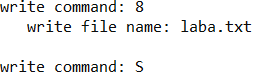 write command: 8
write file name: laba.txt
write command: S